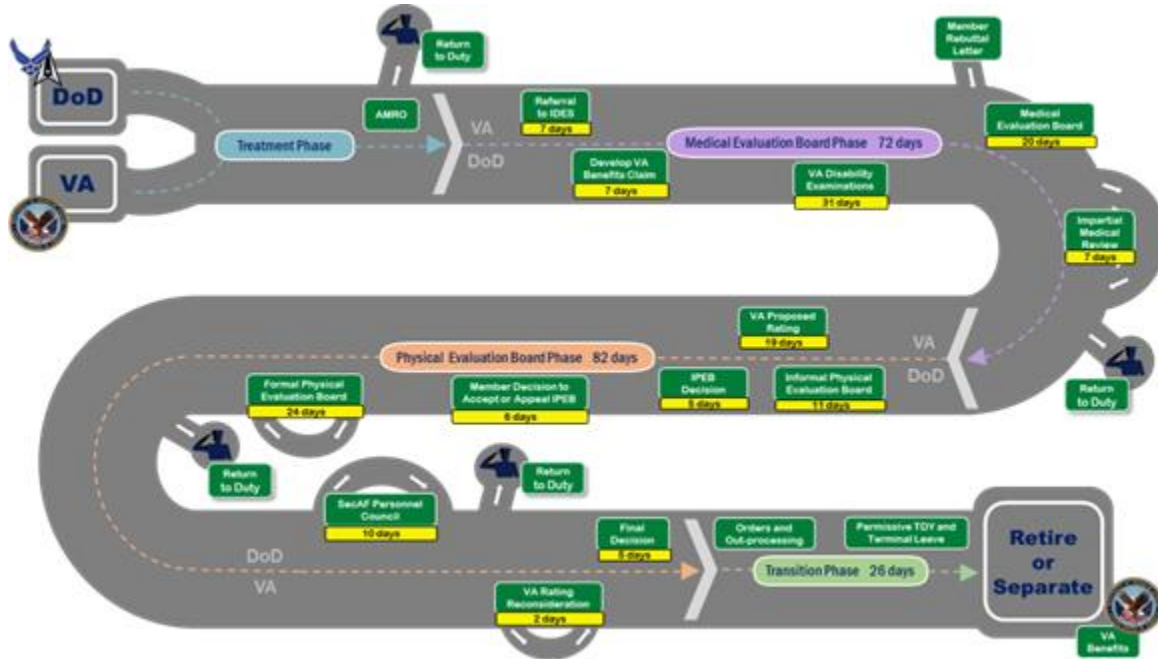 DoD
VA
Treatment Phase
AMRO
Return
to Duty
VA
DoD
Referral
to IDES
7 days
Develop VA
Benefits Claim
7 days
Medical Evaluation Board Phase 72 days
VA Disability
Examinations
31 days
Member
Rebuttal
Letter
Medical
Evaluation Board
20 days
Impartial
Medical
Review
7 days
Return
to Duty
VA
DoD
VA Proposed
Rating
19 days
Informal Physical
Evaluation Board
11 days
IPEB
Decision
5 days
Physical Evaluation Board Phase 82 days
Member Decision to
Accept or Appeal IPEB
6 days
Formal Physical
Evaluation Board
24 days
Return
to Duty
SecAF Personnel
Council
10 days
Return
to Duty
DoD
VA
VA Rating
Reconsideration
2 days
Final
Decision
5 days
Orders and
Out-processing
Transition Phase 26 days
Permissive TDY and
Terminal Leave
Retire
or
Separate
VA
Benefits